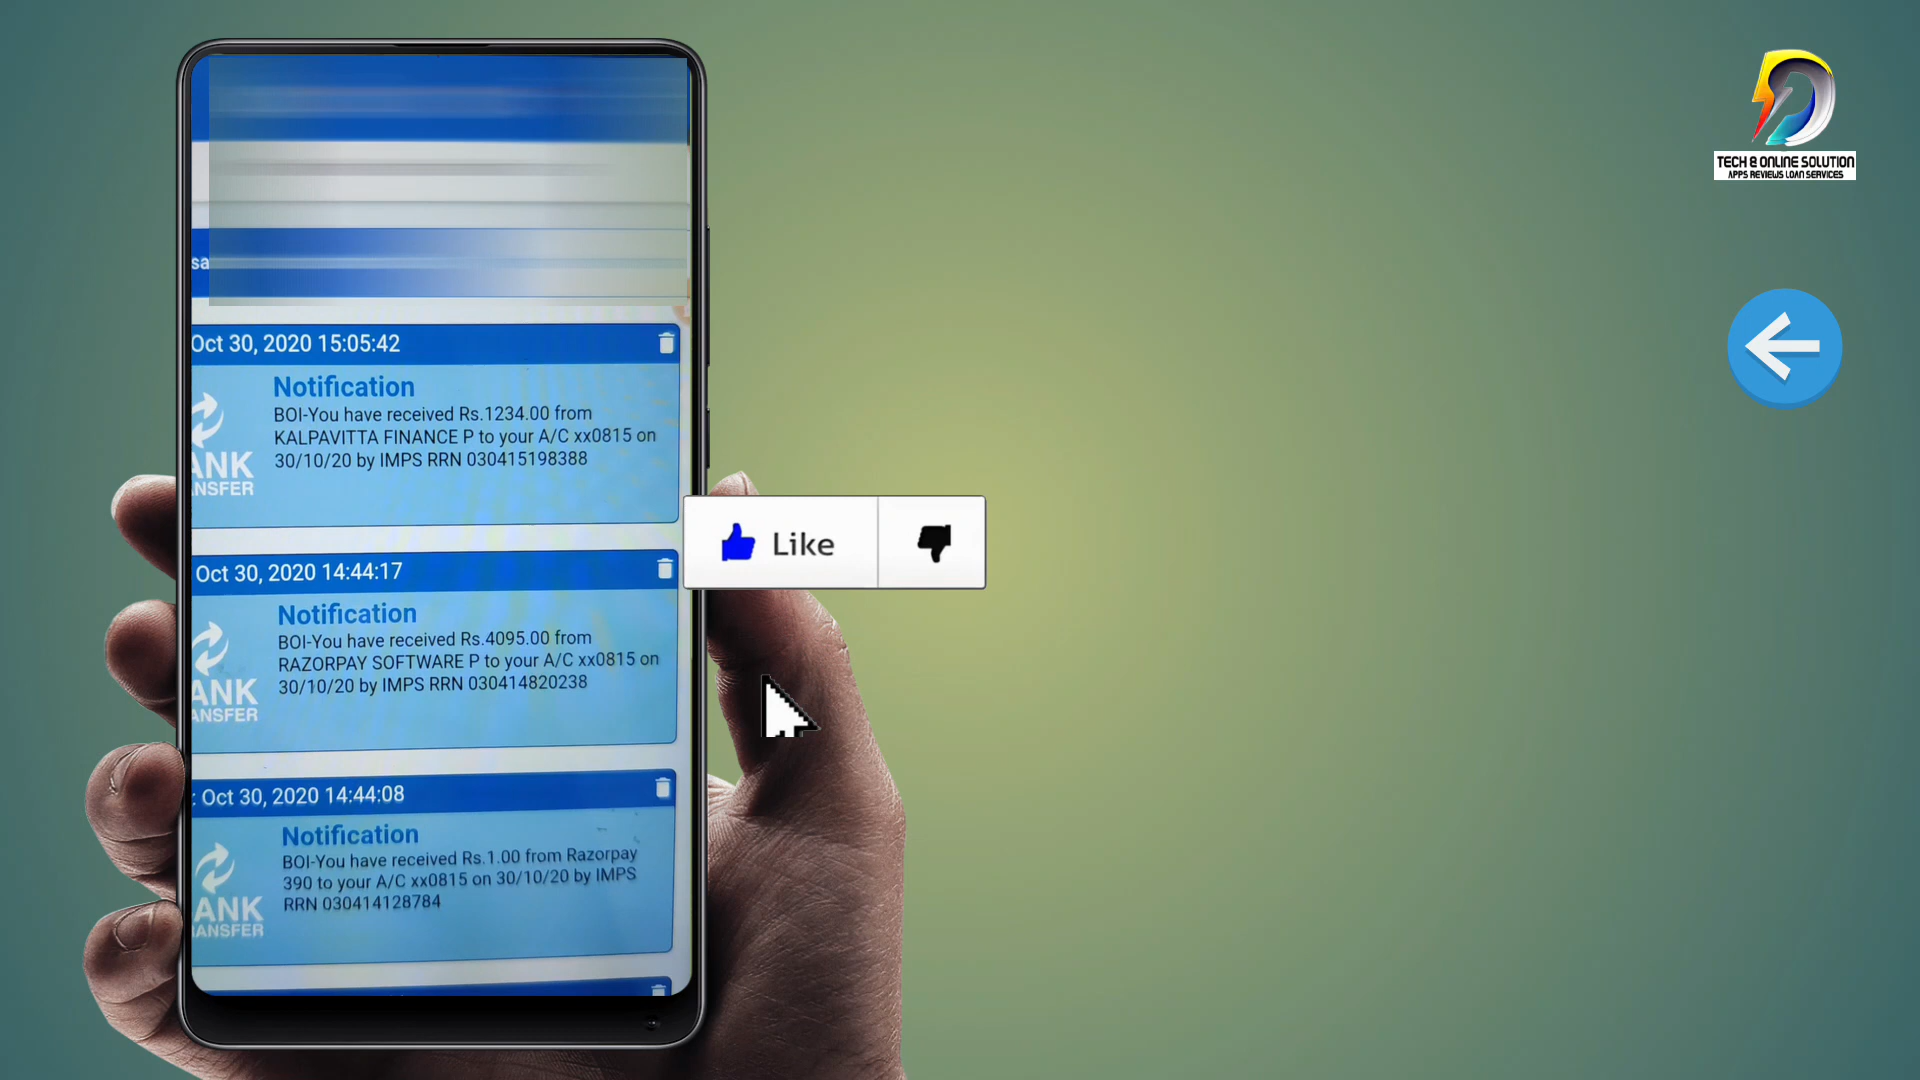 TECH & ONLINE SOLUTION
APPS REVIEWS LOAN SERVICES
sa
Oct 30, 2020 15:05:42
Notification
BOI-You have received Rs.1234.00 from
KALPAVITTA FINANCE P to your A/C xx0815 on
30/10/20 by IMPS RRN 030415198388
ANK
NSFER
Like
Oct 30, 2020 14:44:17
Notification
BOI-You have received Rs.4095.00 from
RAZORPAY SOFTWARE P to your A/C xx0815 on
30/10/20 by IMPS RRN 030414820238
ANK
ANSFER
: Oct 30, 2020 14:44:08
Notification
BOI-You have received Rs.1.00 from Razorpay
390 to your A/C xx0815 on 30/10/20 by IMPS
RRN 030414128784
ANK
RANSFER